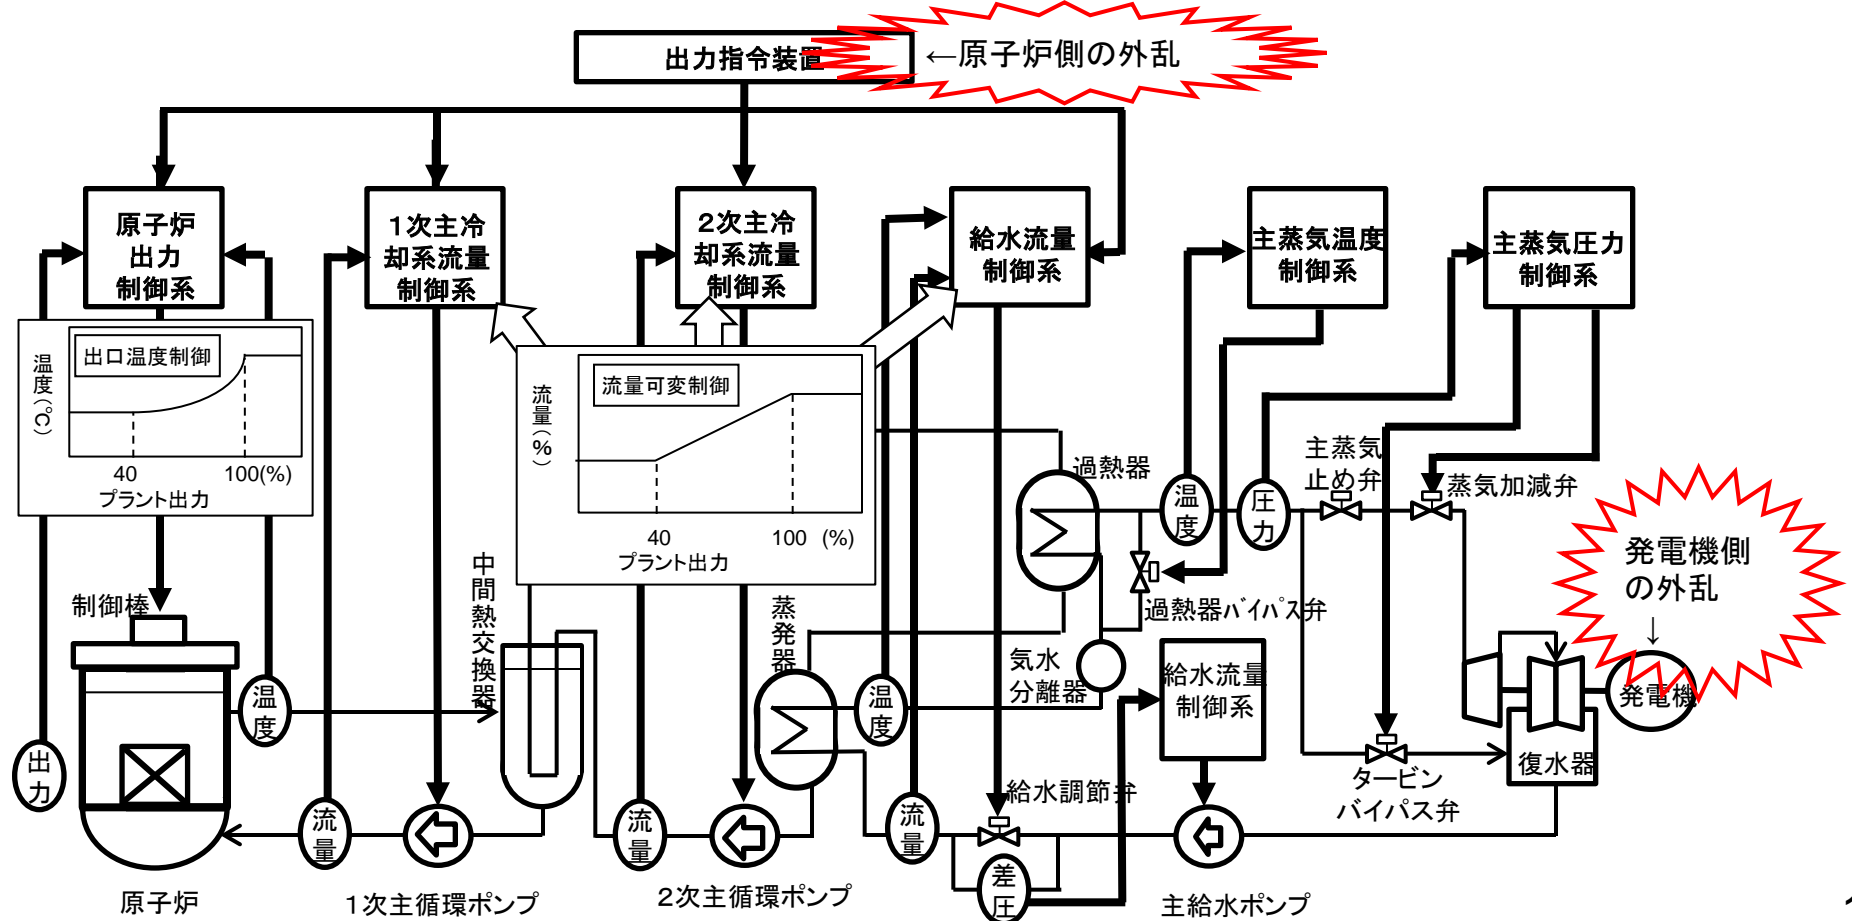 出力指令装置
←原子炉側の外乱
原子炉
出力
制御系
1次主冷
却系流量
制御系
2次主冷
却系流量
制御系
給水流量
制御系
主蒸気温度
制御系
主蒸気圧力
制御系
温度(℃)
出口温度制御
40
100(%)
プラント出力
流量(%)
流量可変制御
40
100 (%)
プラント出力
過熱器
温度
圧力
主蒸気
止め弁
蒸気加減弁
発電機側
の外乱
↓
制御棒
中間熱交換器
蒸発器
過熱器バイパス弁
気水
分離器
給水流量
制御系
温度
温度
発電機
復水器
出力
タービン
バイパス弁
給水調節弁
流量
流量
流量
差圧
原子炉
1次主循環ポンプ
2次主循環ポンプ
主給水ポンプ